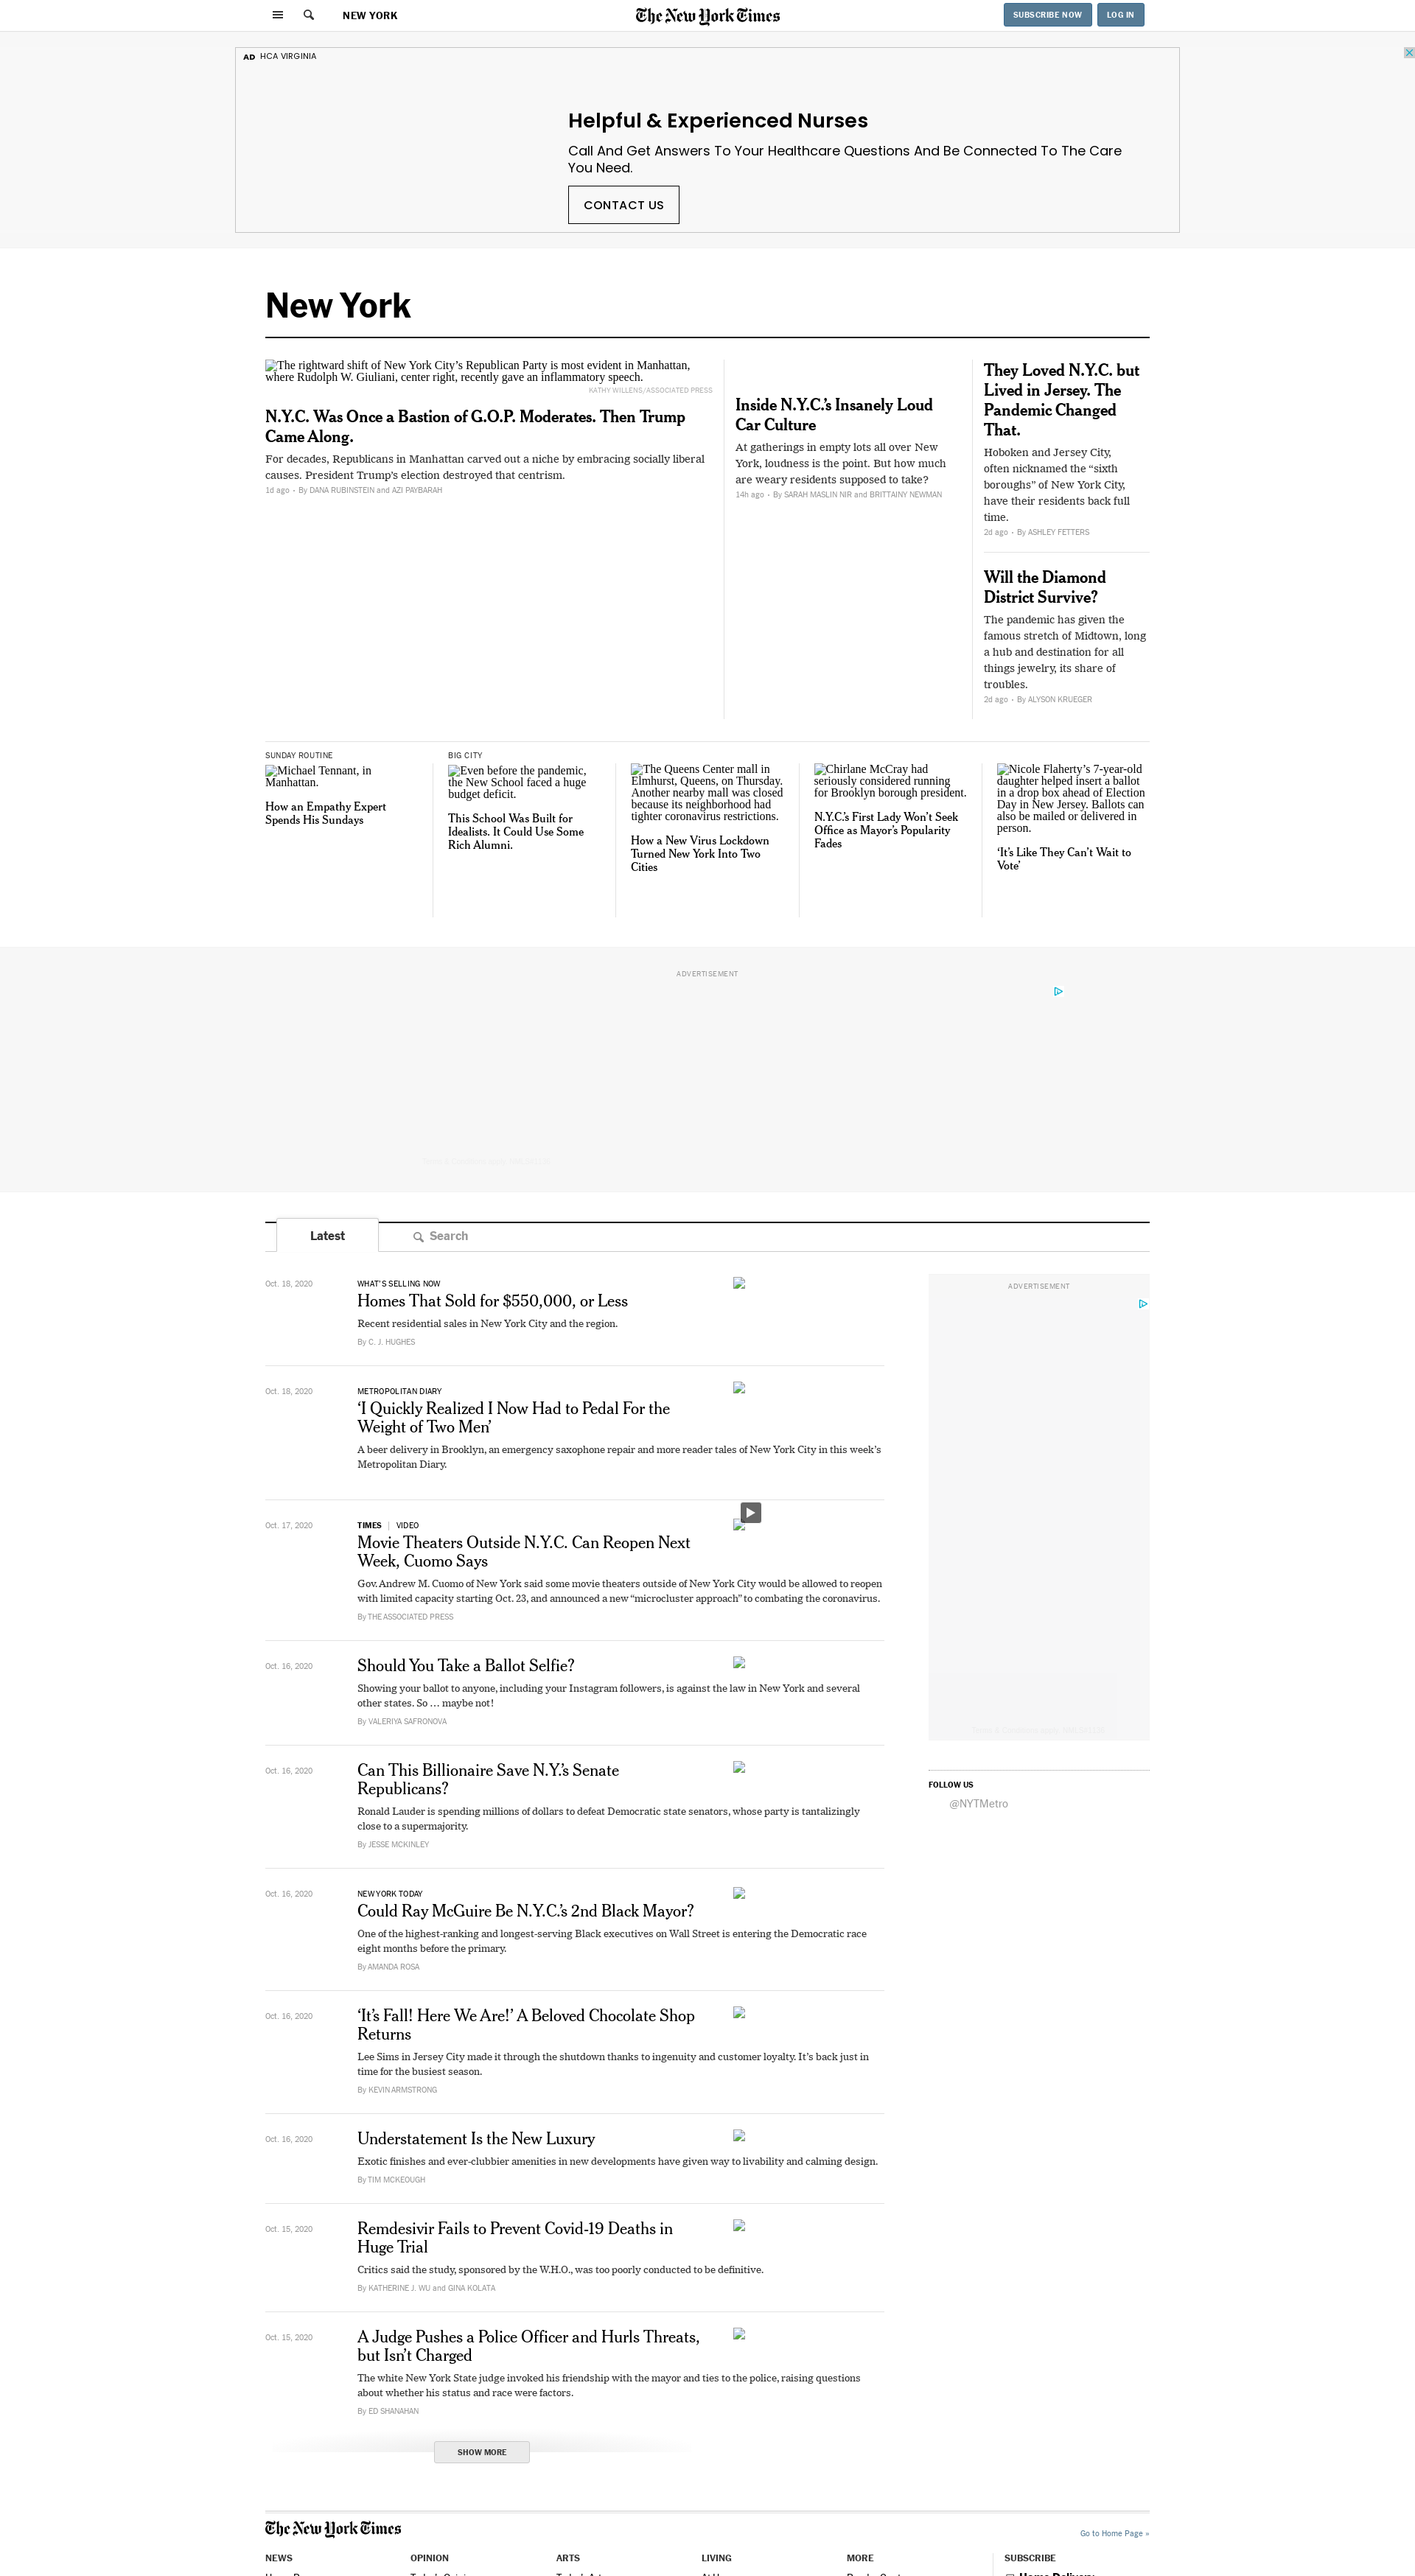 NEW YORK
The New York Times
SUBSCRIBE NOW
LOG IN
AD HCA VIRGINIA
Helpful & Experienced Nurses
Call And Get Answers To Your Healthcare Questions And Be Connected To The Care
You Need.
CONTACT US
New York
The rightward shift of New York City’s Republican Party is most evident in Manhattan,
where Rudolph W. Giuliani, center right, recently gave an inflammatory speech.
KATHY WILLENS/ASSOCIATED PRESS
N.Y.C. Was Once a Bastion of G.O.P. Moderates. Then Trump
Came Along.
For decades, Republicans in Manhattan carved out a niche by embracing socially liberal
causes. President Trump’s election destroyed that centrism.
1d ago • By DANA RUBINSTEIN and AZI PAYBARAH
Inside N.Y.C.’s Insanely Loud
Car Culture
At gatherings in empty lots all over New
York, loudness is the point. But how much
are weary residents supposed to take?
14h ago • By SARAH MASLIN NIR and BRITTAINY NEWMAN
They Loved N.Y.C. but
Lived in Jersey. The
Pandemic Changed
That.
Hoboken and Jersey City,
often nicknamed the “sixth
boroughs” of New York City,
have their residents back full
time.
2d ago • By ASHLEY FETTERS
Will the Diamond
District Survive?
The pandemic has given the
famous stretch of Midtown, long
a hub and destination for all
things jewelry, its share of
troubles.
2d ago • By ALYSON KRUEGER
SUNDAY ROUTINE
Michael Tennant, in
Manhattan.
How an Empathy Expert
Spends His Sundays
BIG CITY
Even before the pandemic,
the New School faced a huge
budget deficit.
This School Was Built for
Idealists. It Could Use Some
Rich Alumni.
The Queens Center mall in
Elmhurst, Queens, on Thursday.
Another nearby mall was closed
because its neighborhood had
tighter coronavirus restrictions.
How a New Virus Lockdown
Turned New York Into Two
Cities
Chirlane McCray had
seriously considered running
for Brooklyn borough president.
N.Y.C.’s First Lady Won’t Seek
Office as Mayor’s Popularity
Fades
Nicole Flaherty’s 7-year-old
daughter helped insert a ballot
in a drop box ahead of Election
Day in New Jersey. Ballots can
also be mailed or delivered in
person.
‘It’s Like They Can’t Wait to
Vote’
ADVERTISEMENT
Latest
Search
Oct. 18, 2020
WHAT’S SELLING NOW
Homes That Sold for $550,000, or Less
Recent residential sales in New York City and the region.
By C. J. HUGHES
Oct. 18, 2020
METROPOLITAN DIARY
‘I Quickly Realized I Now Had to Pedal For the
Weight of Two Men’
A beer delivery in Brooklyn, an emergency saxophone repair and more reader tales of New York City in this week’s
Metropolitan Diary.
Oct. 17, 2020
TIMES | VIDEO
Movie Theaters Outside N.Y.C. Can Reopen Next
Week, Cuomo Says
Gov. Andrew M. Cuomo of New York said some movie theaters outside of New York City would be allowed to reopen
with limited capacity starting Oct. 23, and announced a new “microcluster approach” to combating the coronavirus.
By THE ASSOCIATED PRESS
Oct. 16, 2020
Should You Take a Ballot Selfie?
Showing your ballot to anyone, including your Instagram followers, is against the law in New York and several
other states. So … maybe not!
By VALERIYA SAFRONOVA
Oct. 16, 2020
Can This Billionaire Save N.Y.’s Senate
Republicans?
Ronald Lauder is spending millions of dollars to defeat Democratic state senators, whose party is tantalizingly
close to a supermajority.
By JESSE MCKINLEY
Oct. 16, 2020
NEW YORK TODAY
Could Ray McGuire Be N.Y.C.’s 2nd Black Mayor?
One of the highest-ranking and longest-serving Black executives on Wall Street is entering the Democratic race
eight months before the primary.
By AMANDA ROSA
Oct. 16, 2020
‘It’s Fall! Here We Are!’ A Beloved Chocolate Shop
Returns
Lee Sims in Jersey City made it through the shutdown thanks to ingenuity and customer loyalty. It’s back just in
time for the busiest season.
By KEVIN ARMSTRONG
Oct. 16, 2020
Understatement Is the New Luxury
Exotic finishes and ever-clubbier amenities in new developments have given way to livability and calming design.
By TIM MCKEOUGH
Oct. 15, 2020
Remdesivir Fails to Prevent Covid-19 Deaths in
Huge Trial
Critics said the study, sponsored by the W.H.O., was too poorly conducted to be definitive.
By KATHERINE J. WU and GINA KOLATA
Oct. 15, 2020
A Judge Pushes a Police Officer and Hurls Threats,
but Isn’t Charged
The white New York State judge invoked his friendship with the mayor and ties to the police, raising questions
about whether his status and race were factors.
By ED SHANAHAN
SHOW MORE
ADVERTISEMENT
FOLLOW US
@NYTMetro
The New York Times
Go to Home Page »
NEWS
OPINION
ARTS
LIVING
MORE
SUBSCRIBE